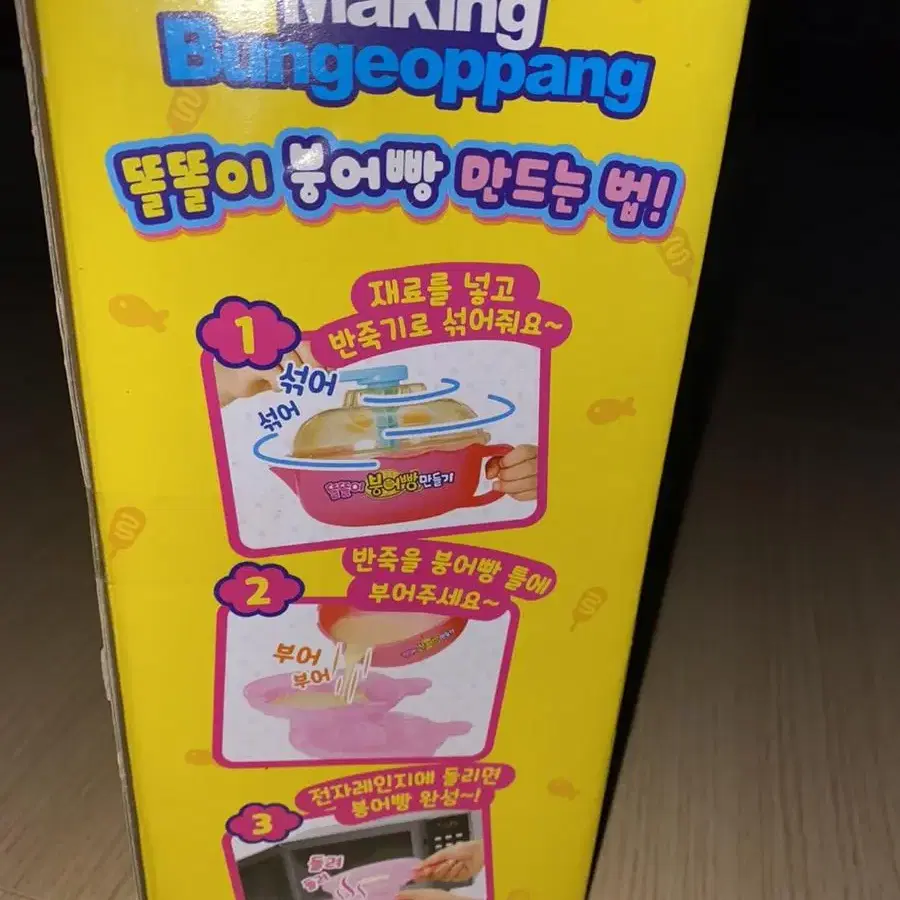 Making
Bungeoppang
똘똘이 붕어빵 만드는 법!
1
재료를 넣고
반죽기로 섞어줘요~
섞어
섞어
똘똘이 붕어빵 만들기
2
반죽을 붕어빵 틀에
부어주세요~
부어
부어
3
전자레인지에 돌리면
붕어빵 완성~!
돌려
돌려